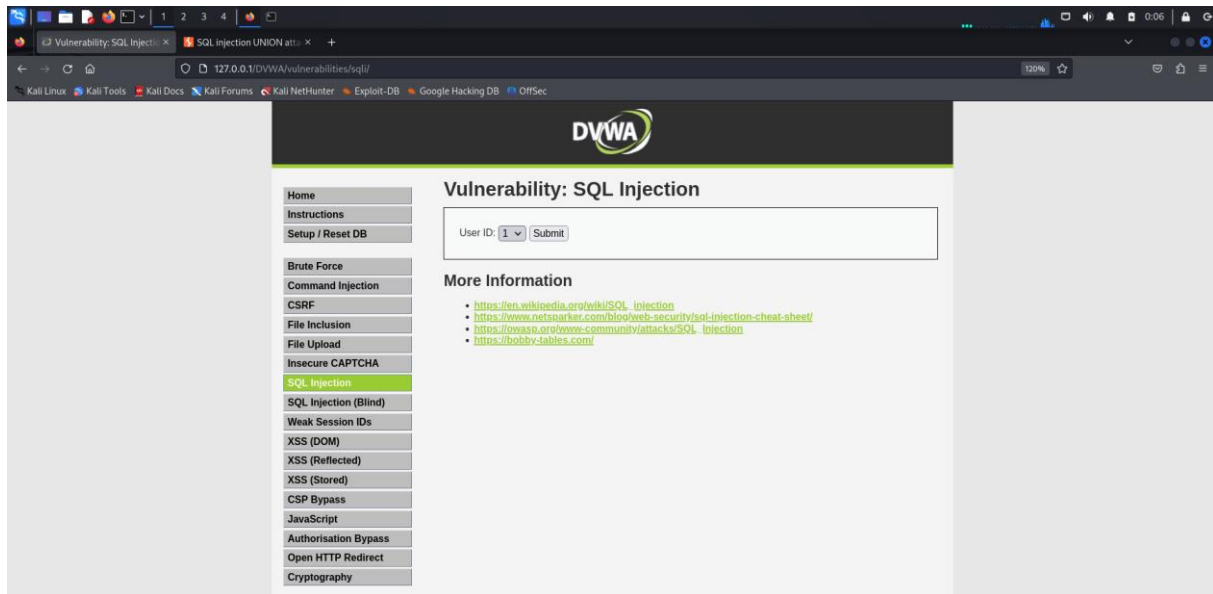 1 2 3 4
0:06
Vulnerability: SQL Injectic
SQL injection UNION atta
127.0.0.1/DVWA/vulnerabilities/sqli/
120%
Kali Linux Kali Tools Kali Docs Kali Forums Kali NetHunter Exploit-DB Google Hacking DB OffSec
DVWA
Home
Instructions
Setup / Reset DB
Brute Force
Command Injection
CSRF
File Inclusion
File Upload
Insecure CAPTCHA
SQL Injection
SQL Injection (Blind)
Weak Session IDs
XSS (DOM)
XSS (Reflected)
XSS (Stored)
CSP Bypass
JavaScript
Authorisation Bypass
Open HTTP Redirect
Cryptography
Vulnerability: SQL Injection
User ID: 1 Submit
More Information
https://en.wikipedia.org/wiki/SQL_injection
https://www.netsparker.com/blog/web-security/sql-injection-cheat-sheet/
https://owasp.org/www-community/attacks/SQL_Injection
https://bobby-tables.com/